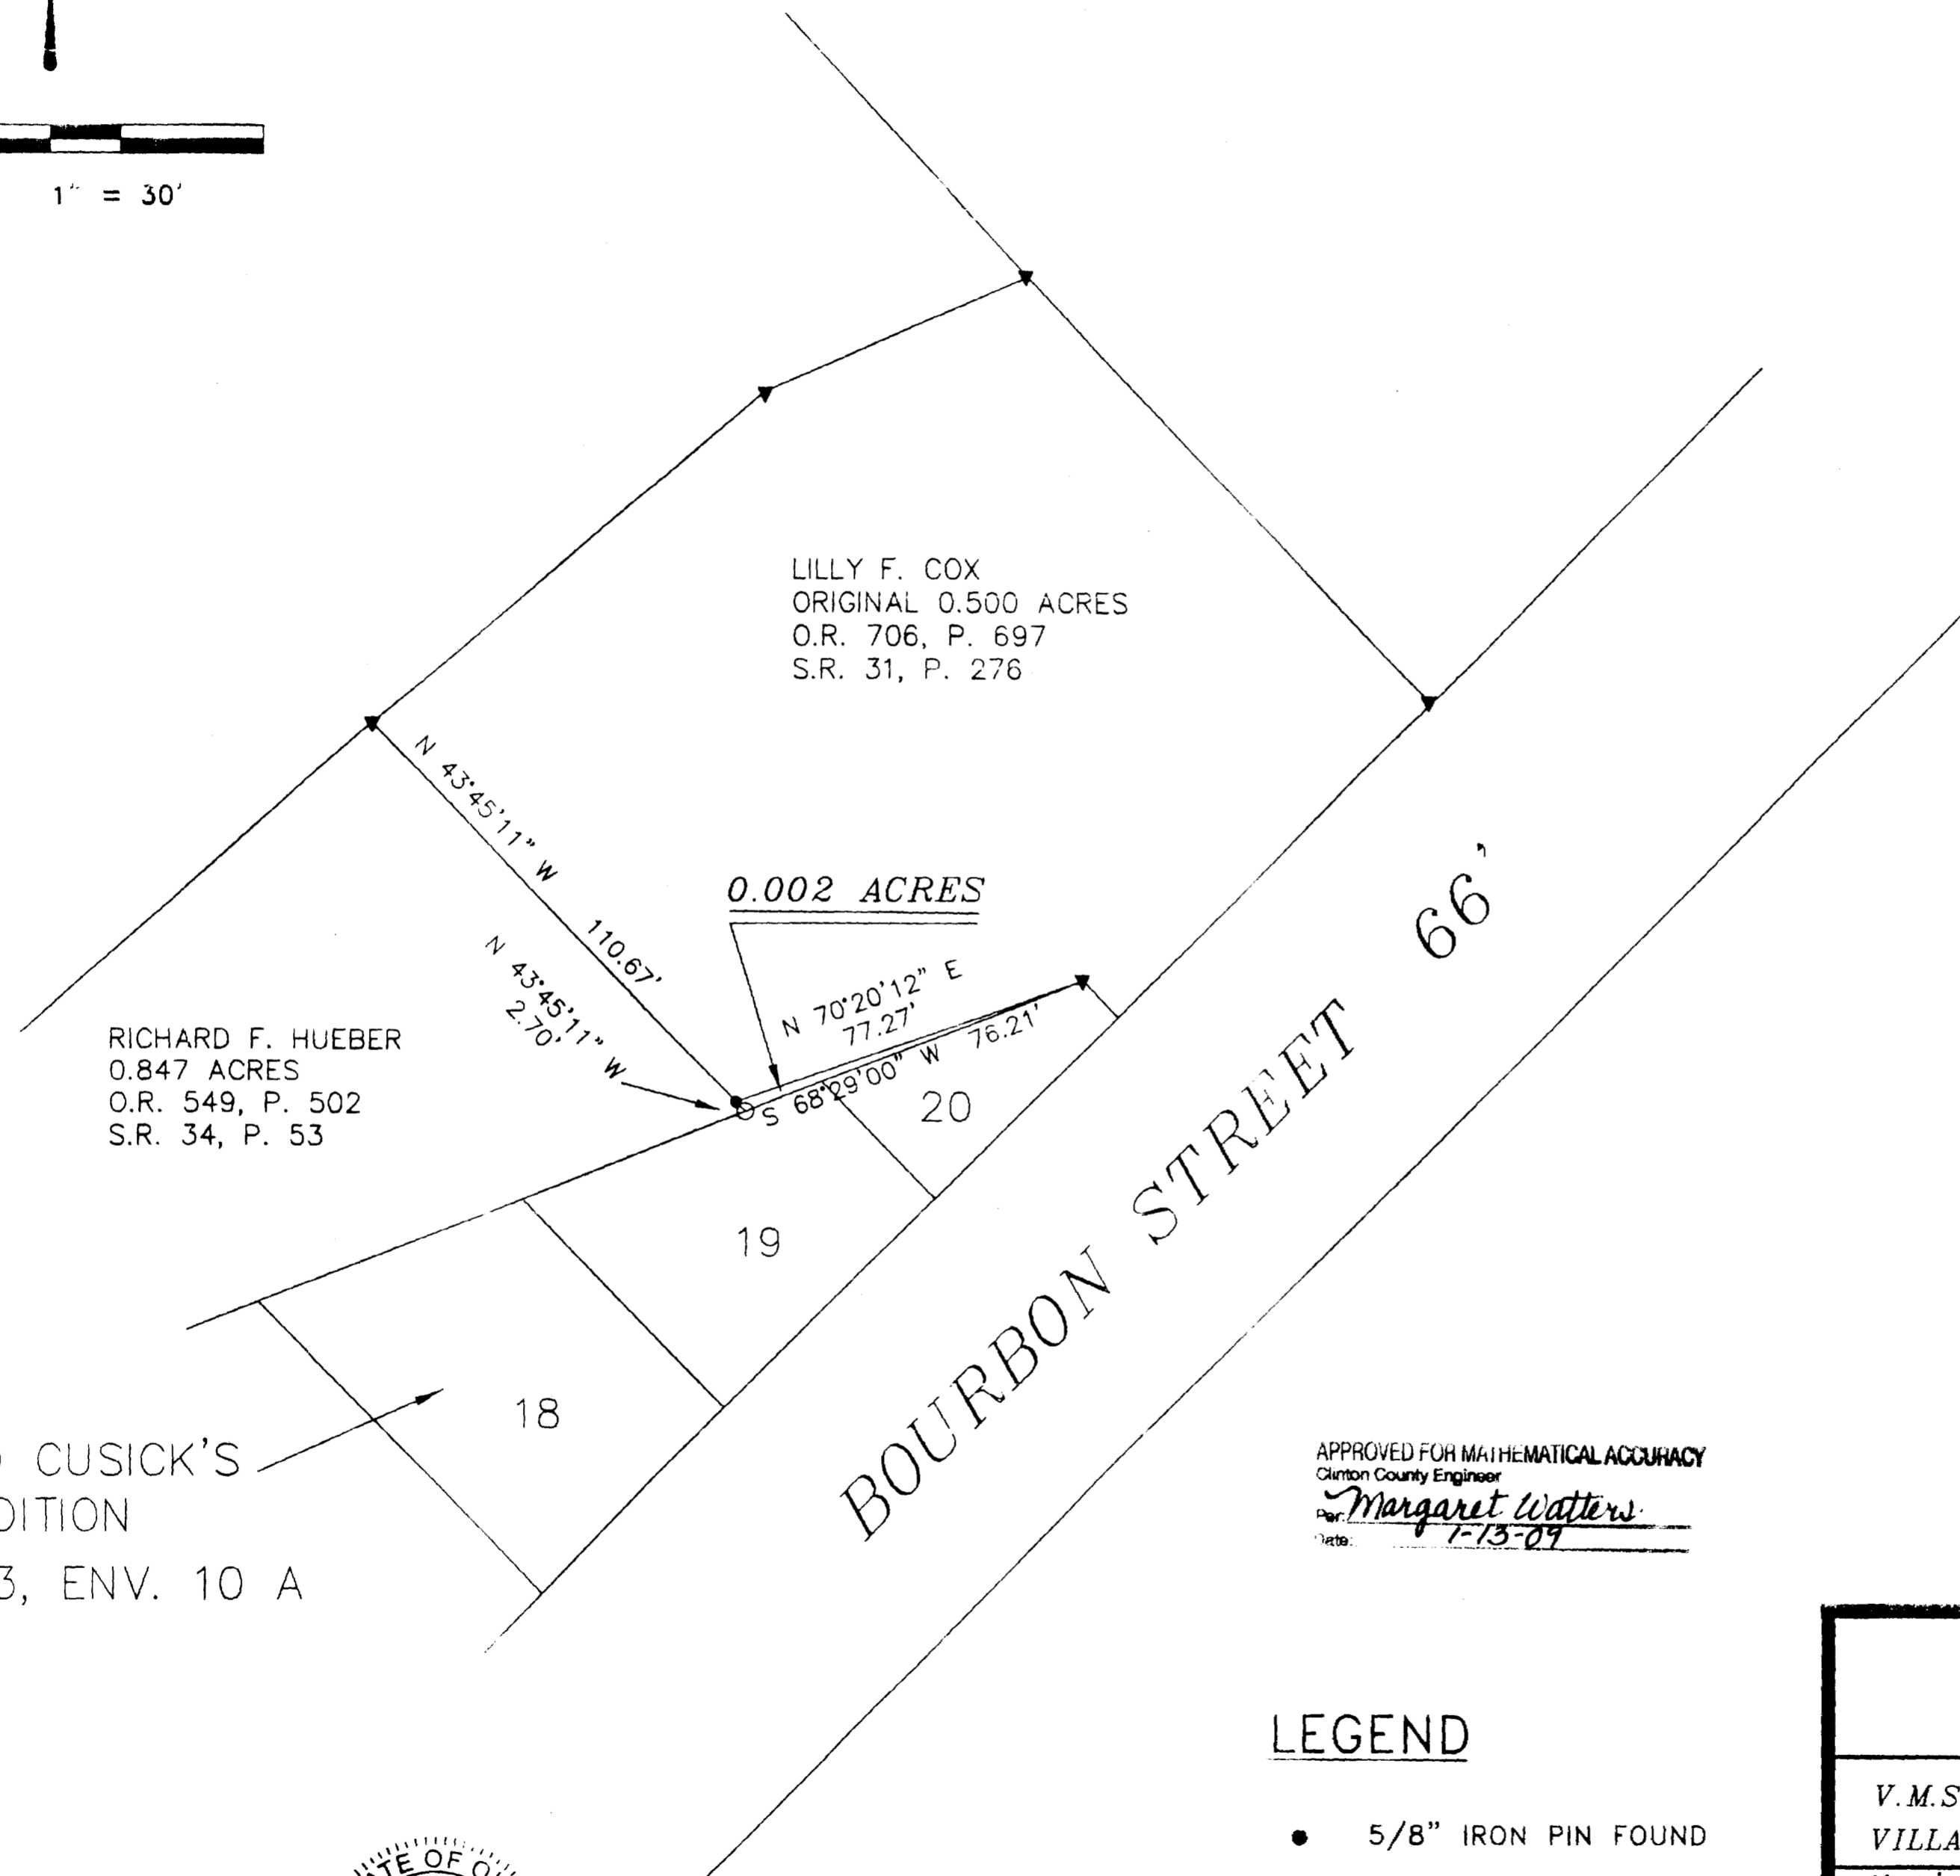 1" = 30'
LILLY F. COX
ORIGINAL 0.500 ACRES
O.R. 706, P. 697
S.R. 31, P. 276
N 43°45'11" W
110.67'
0.002 ACRES
N 43°45'11" W
2.70'
N 70°20'12" E
77.27'
S 68°29'00" W 76.21'
66'
RICHARD F. HUEBER
0.847 ACRES
O.R. 549, P. 502
S.R. 34, P. 53
20
19
18
BOURBON STREET
CUSICK'S
DITION
3, ENV. 10 A
APPROVED FOR MATHEMATICAL ACCURACY
Clinton County Engineer
Per: Margaret Watters
Date: 1-13-09
LEGEND
5/8" IRON PIN FOUND
V.M.S
VILLA
TE OF O